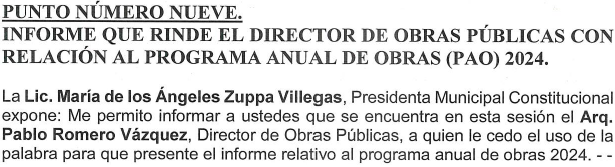 PUNTO NÚMERO NUEVE.
INFORME QUE RINDE EL DIRECTOR DE OBRAS PÚBLICAS CON
RELACIÓN AL PROGRAMA ANUAL DE OBRAS (PAO) 2024.
La Lic. María de los Ángeles Zuppa Villegas, Presidenta Municipal Constitucional
expone: Me permito informar a ustedes que se encuentra en esta sesión el Arq.
Pablo Romero Vázquez, Director de Obras Públicas, a quien le cedo el uso de la
palabra para que presente el informe relativo al programa anual de obras 2024. - -